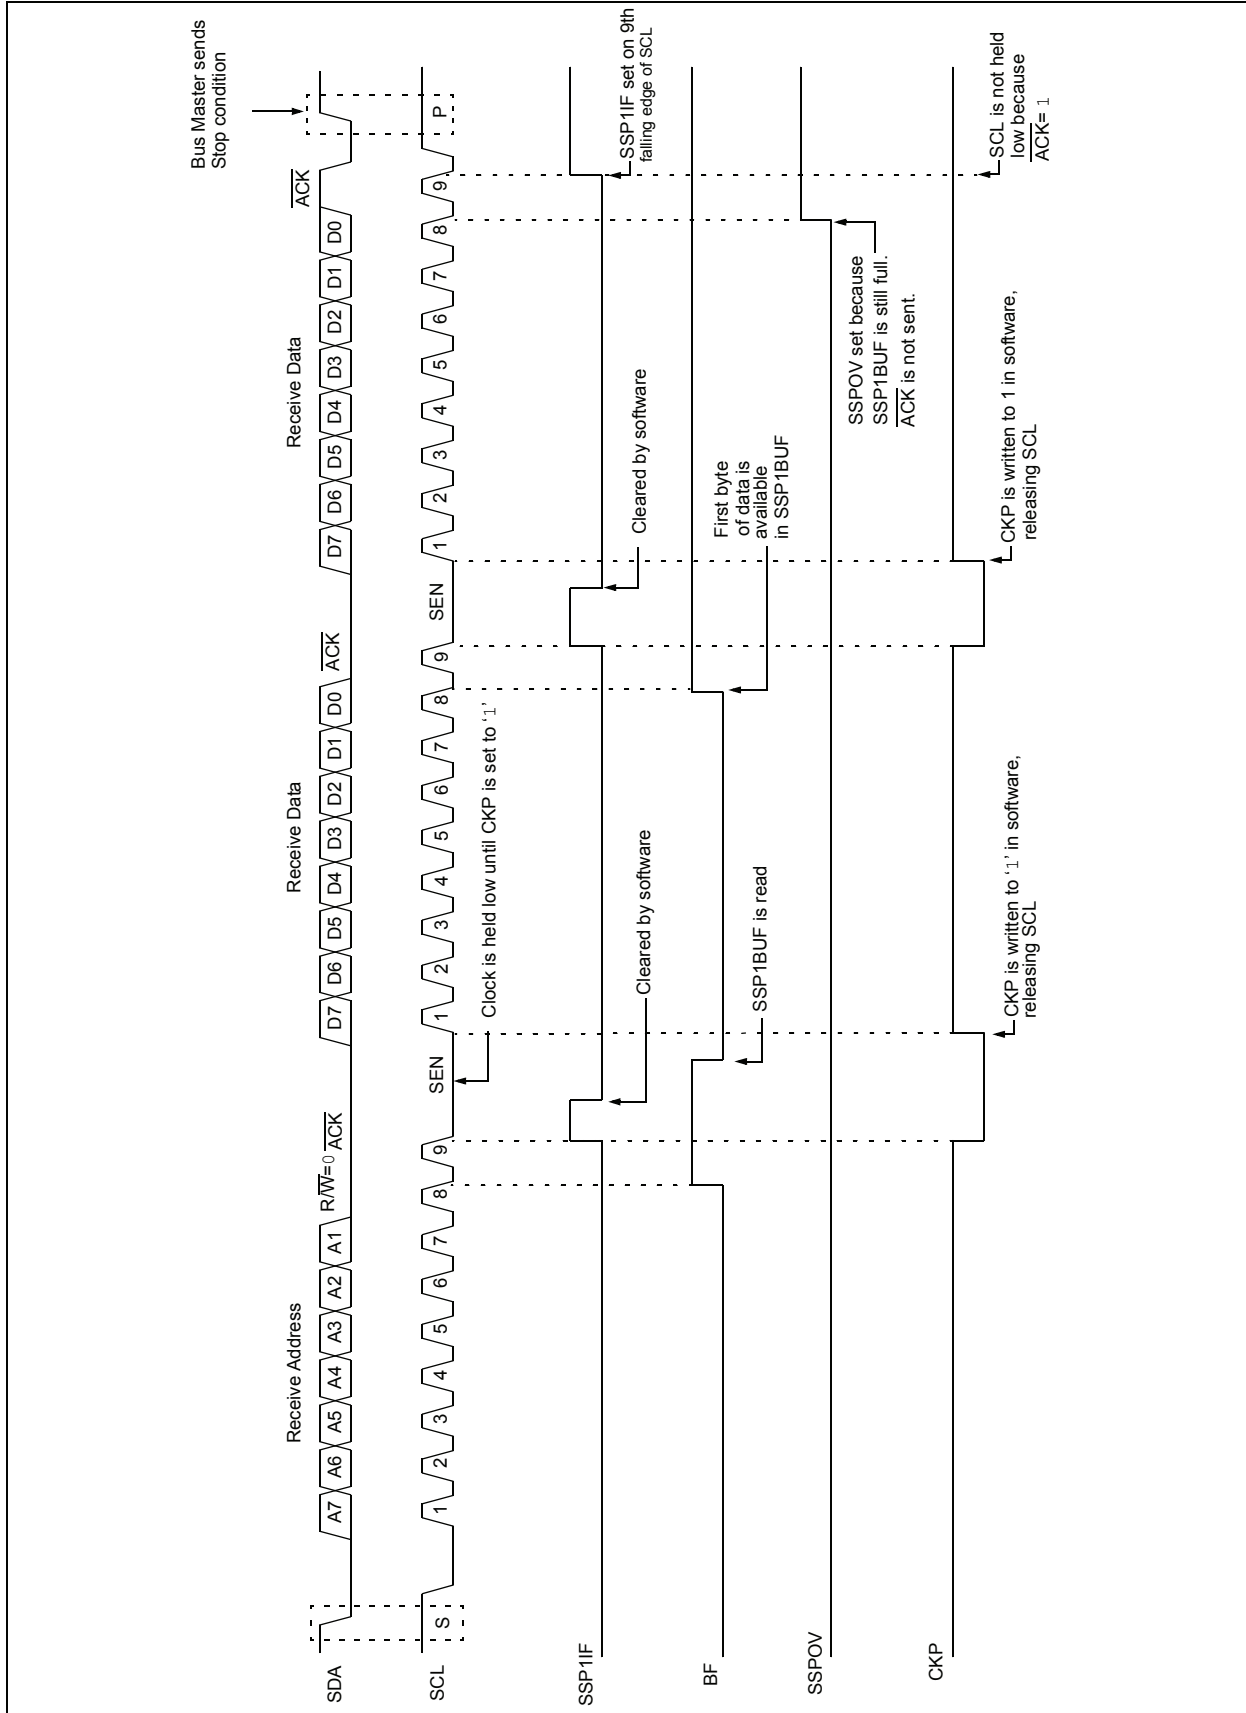 Bus Master sends
Stop condition
Receive Address
Receive Data
Receive Data
SDA
A7
A6
A5
A4
A3
A2
A1
R/W̅=0
A̅C̅K̅
D7
D6
D5
D4
D3
D2
D1
D0
A̅C̅K̅
D7
D6
D5
D4
D3
D2
D1
D0
A̅C̅K̅
SCL
S
1
2
3
4
5
6
7
8
9
SEN
1
2
3
4
5
6
7
8
9
SEN
1
2
3
4
5
6
7
8
9
P
Clock is held low until CKP is set to ‘1’
SSP1IF
Cleared by software
Cleared by software
SSP1IF set on 9th
falling edge of SCL
BF
SSP1BUF is read
First byte
of data is
available
in SSP1BUF
SSPOV
SSPOV set because
SSP1BUF is still full.
A̅C̅K̅ is not sent.
CKP
CKP is written to ‘1’ in software,
releasing SCL
CKP is written to 1 in software,
releasing SCL
SCL is not held
low because
A̅C̅K̅= 1